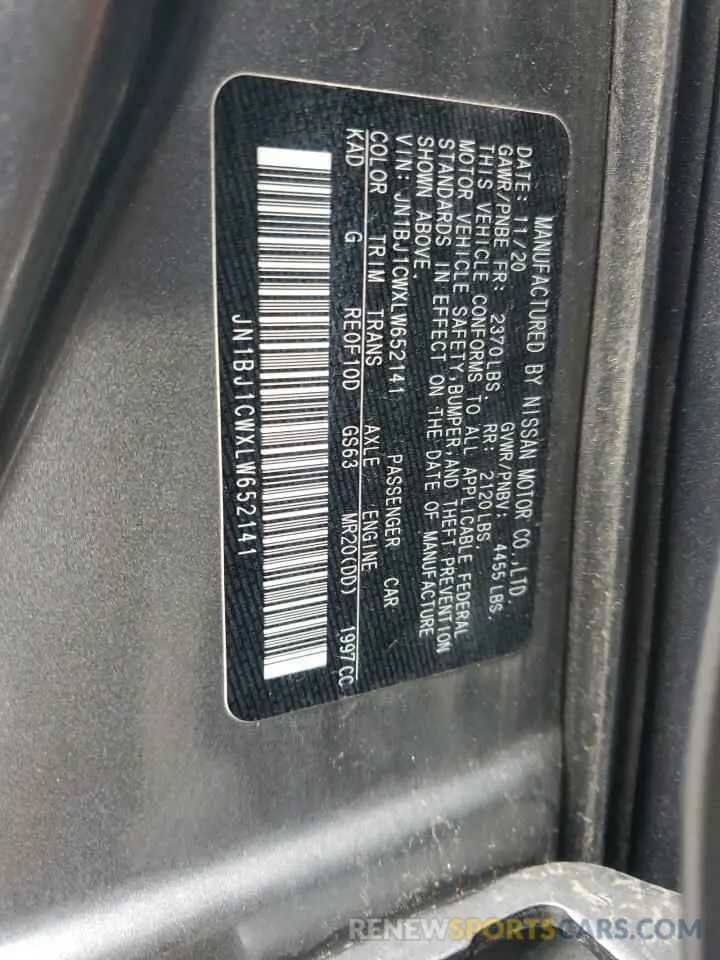 MANUFACTURED BY NISSAN MOTOR CO.,LTD.
DATE: 11/20 GVWR/PNBV: 4455 LBS.
GAWR/PNBE FR: 2370LBS. RR: 2120 LBS.
THIS VEHICLE CONFORMS TO ALL APPLICABLE FEDERAL
MOTOR VEHICLE SAFETY,BUMPER,AND THEFT PREVENTION
STANDARDS IN EFFECT ON THE DATE OF MANUFACTURE
SHOWN ABOVE.
VIN: JN1BJ1CWXLW652141 PASSENGER CAR
COLOR TRIM TRANS AXLE ENGINE
KAD G RE0F10D GS63 MR20(DD) 1997CC
JN1BJ1CWXLW652141
RENEWSPORTSCARS.COM